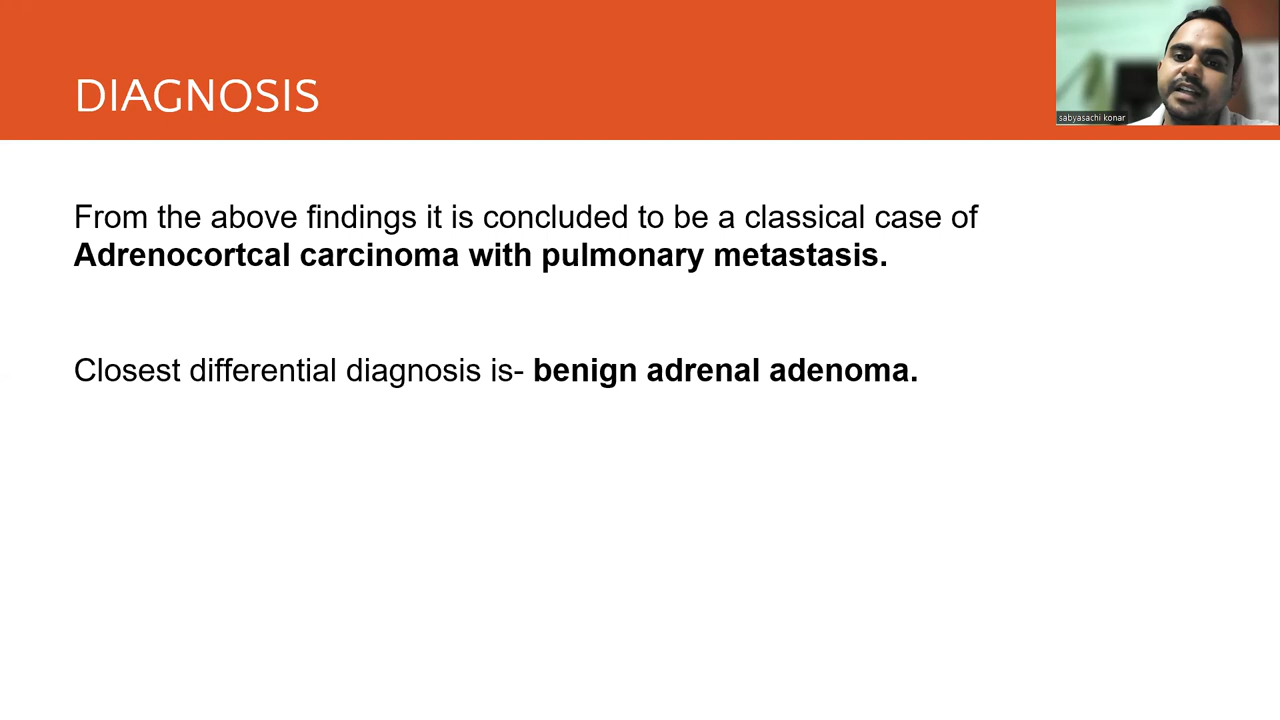 DIAGNOSIS
sabyasachi konar
From the above findings it is concluded to be a classical case of
Adrenocortcal carcinoma with pulmonary metastasis.
Closest differential diagnosis is- benign adrenal adenoma.